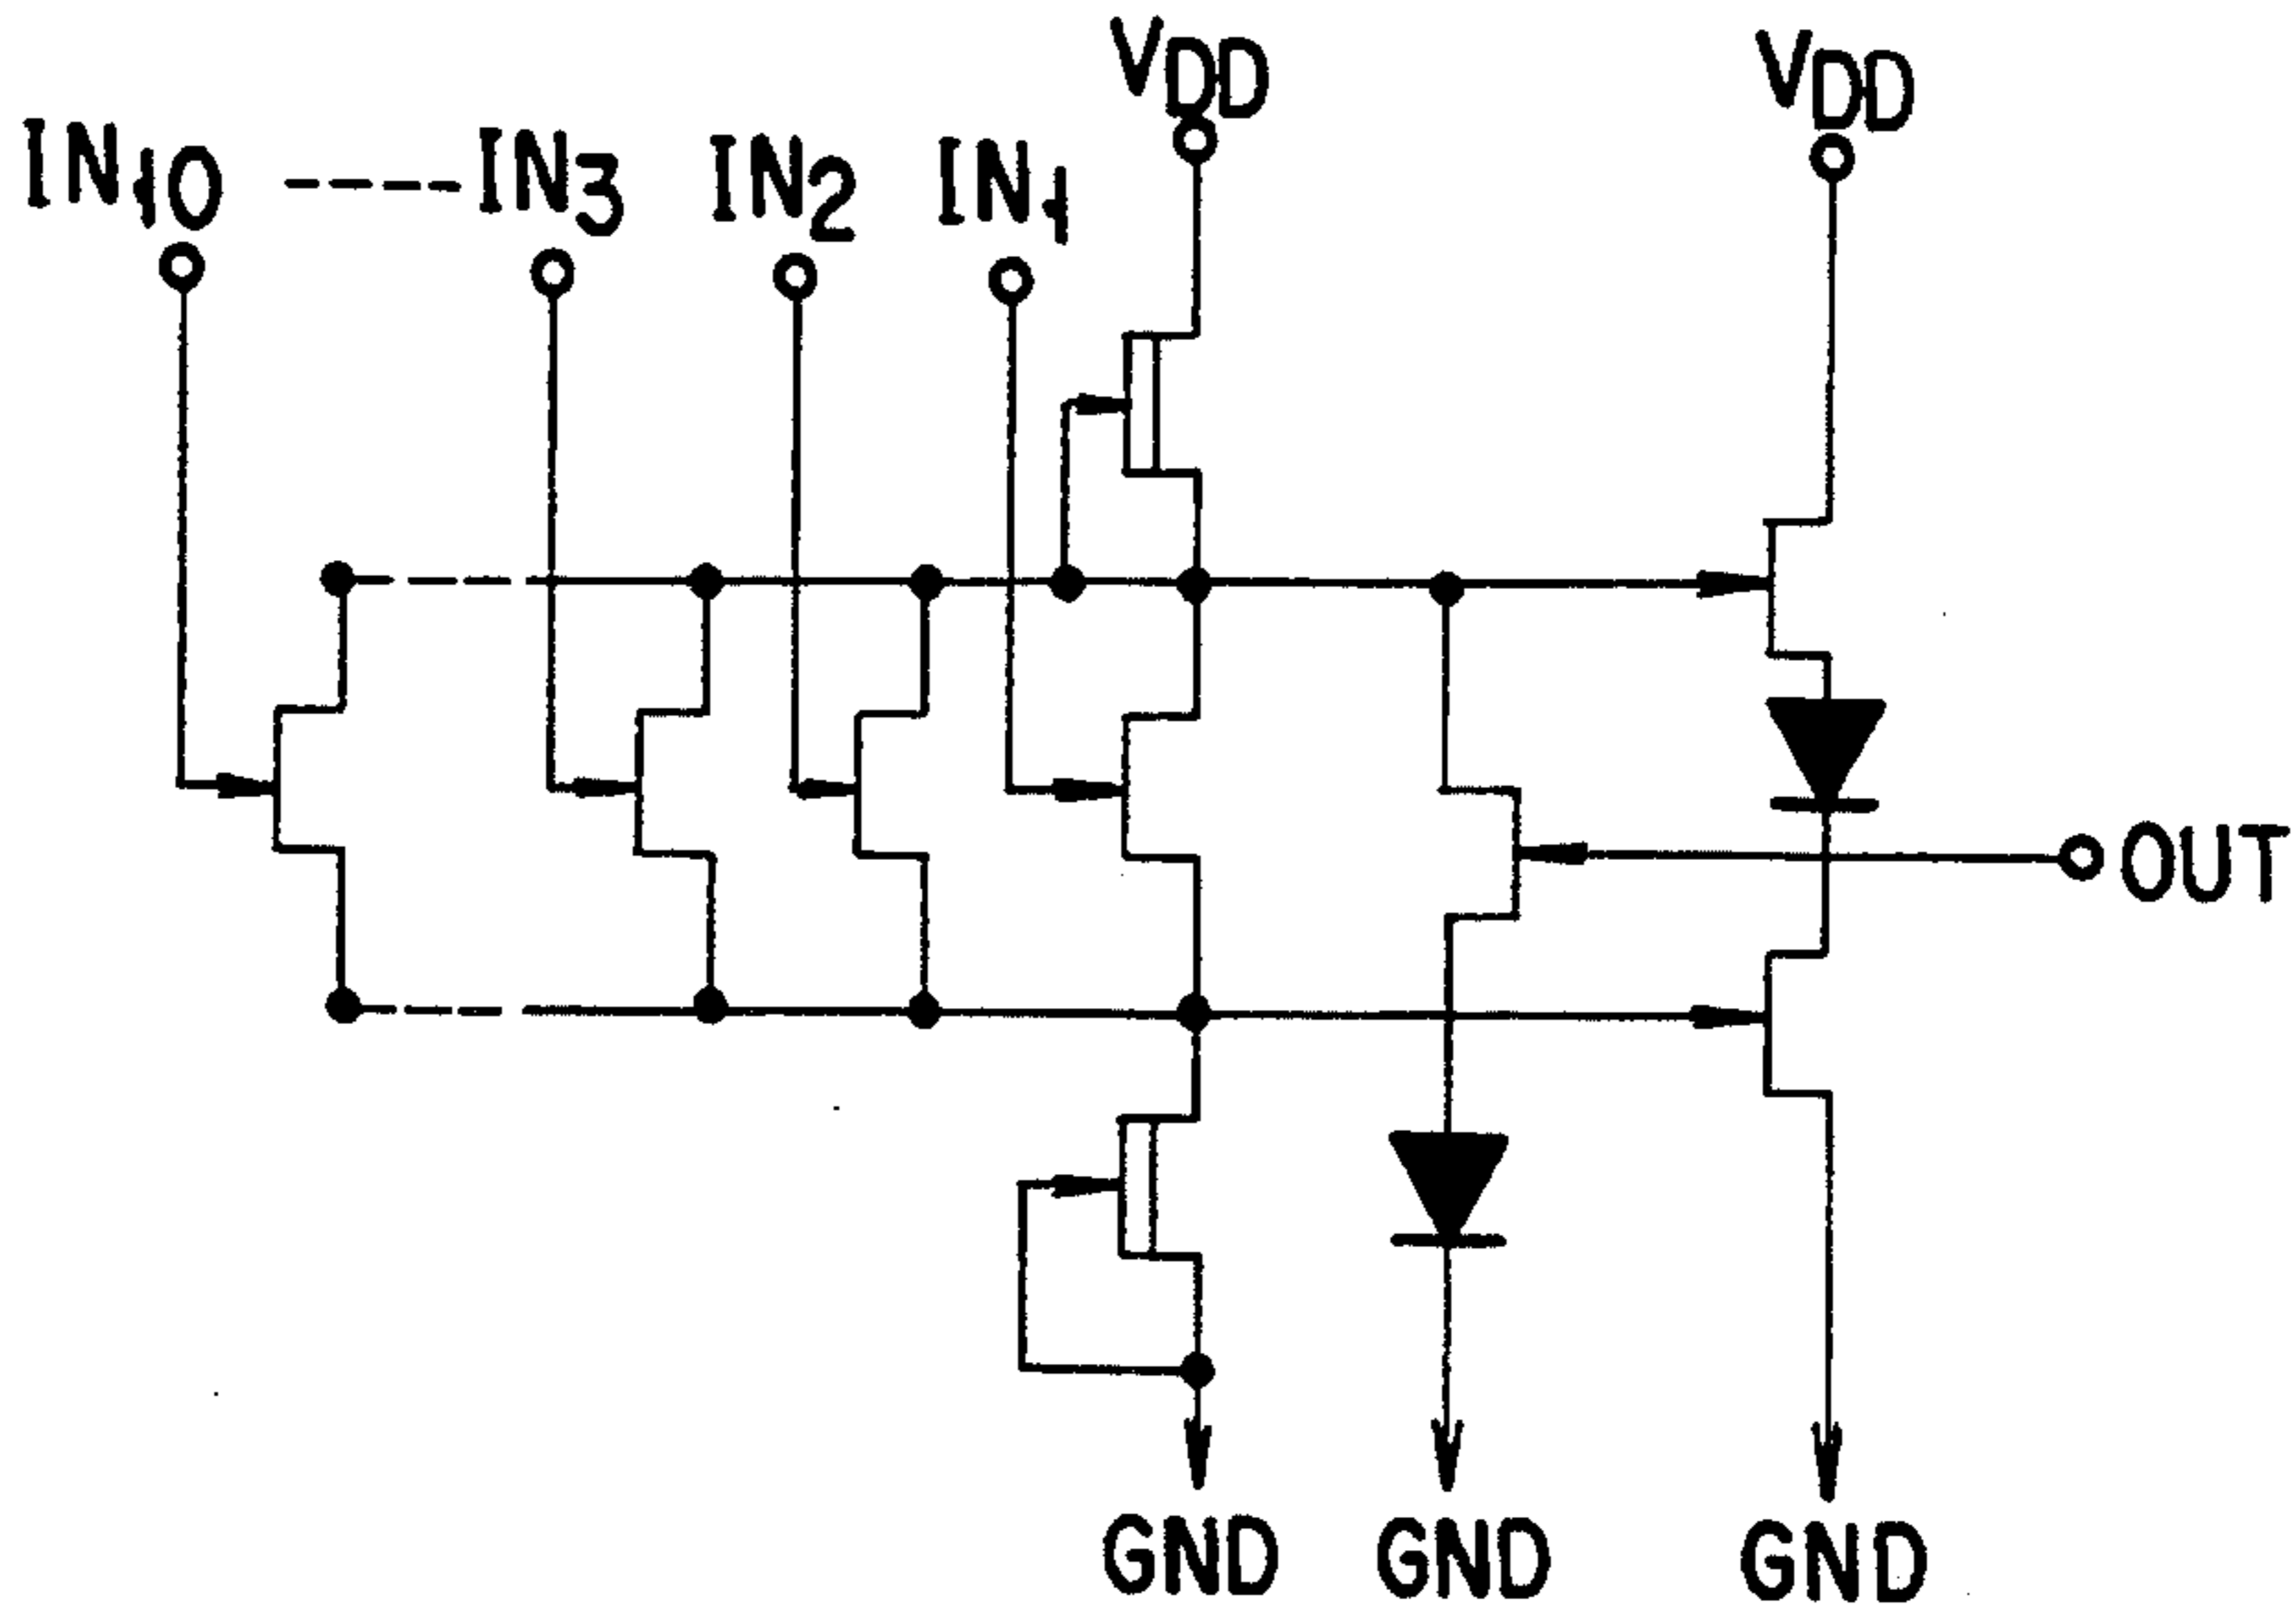 VDD
VDD
IN10 ---- IN3 IN2 IN1
OUT
GND GND GND